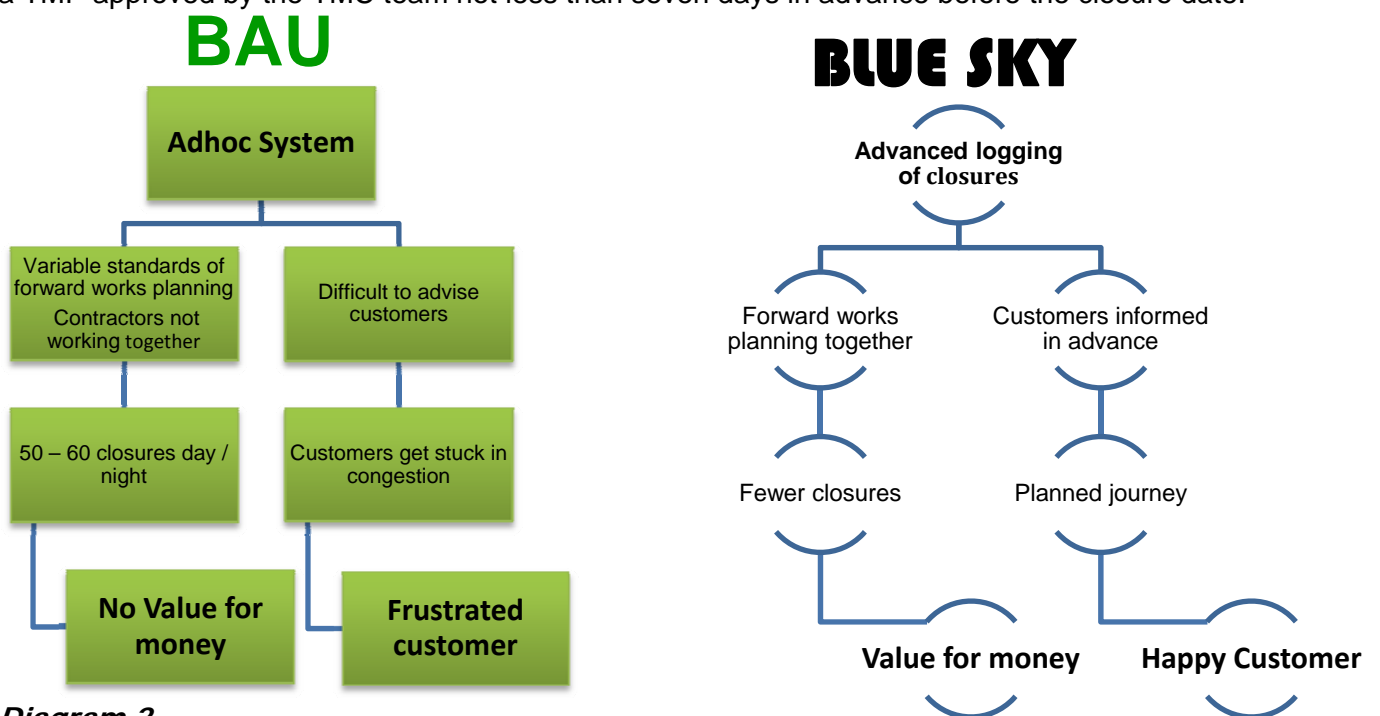 a TMP approved by the TMC team not less than seven days in advance before the closure date.
BAU
Adhoc System
Variable standards of
forward works planning
Contractors not
working together
Difficult to advise
customers
50 – 60 closures day /
night
Customers get stuck in
congestion
No Value for
money
Frustrated
customer
BLUE SKY
Advanced logging
of closures
Forward works
planning together
Customers informed
in advance
Fewer closures
Planned journey
Value for money
Happy Customer
Diagram 2